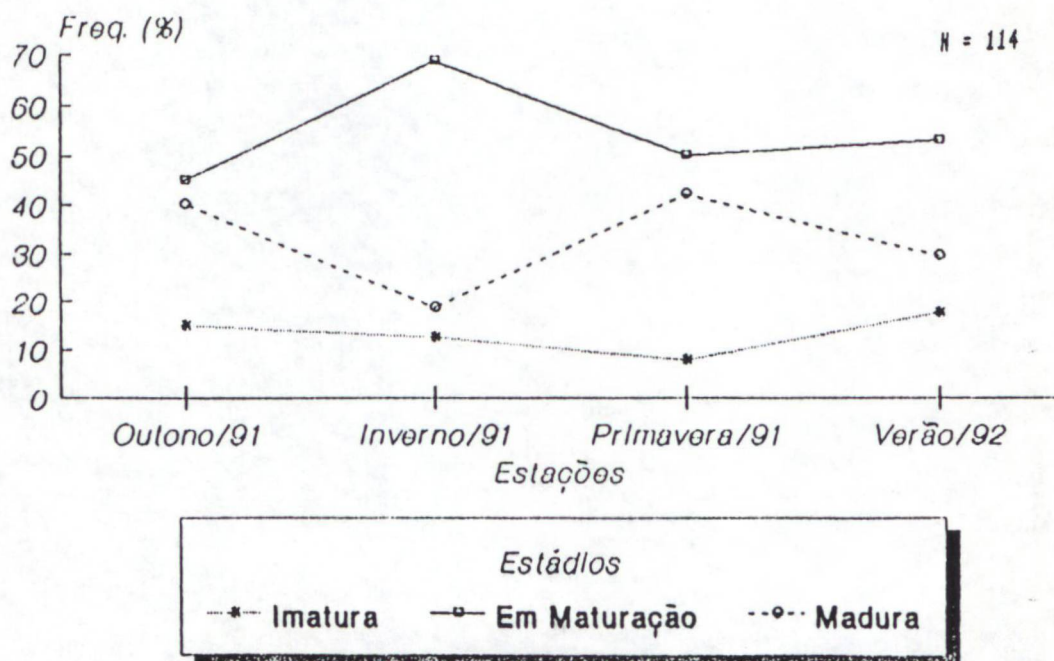 Freq. (%)
N = 114
70
60
50
40
30
20
10
0
Outono/91 Inverno/91 Primavera/91 Verão/92
Estações
Estádios
Imatura Em Maturação Madura